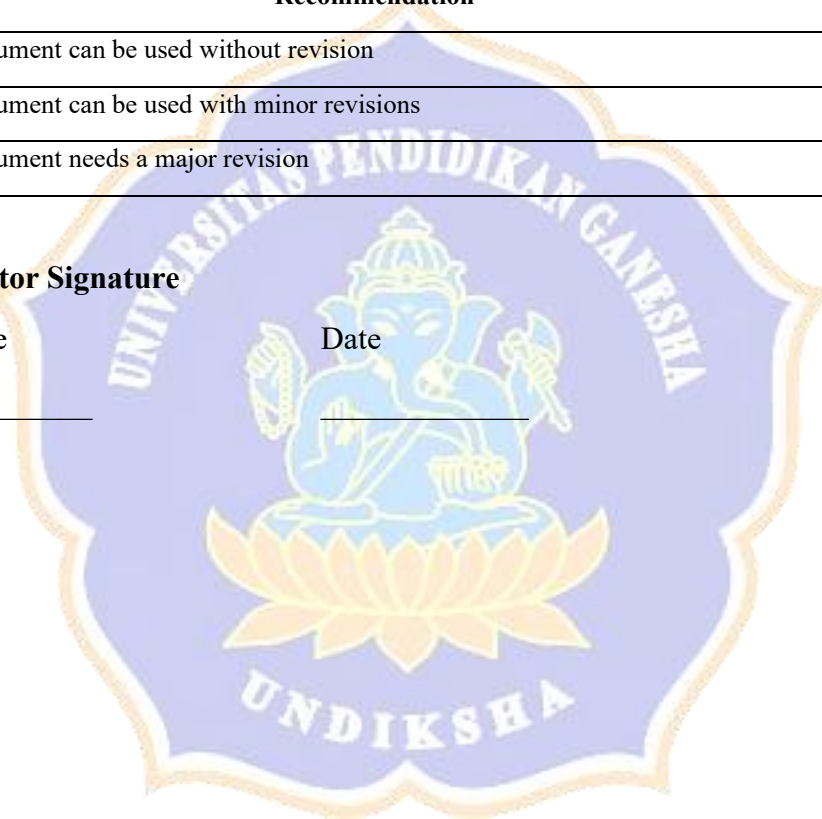 Recommendation
ument can be used without revision
ument can be used with minor revisions
ument needs a major revision
tor Signature
e Date
UNIVERSITAS PENDIDIKAN GANESHA
UNDIKSHA